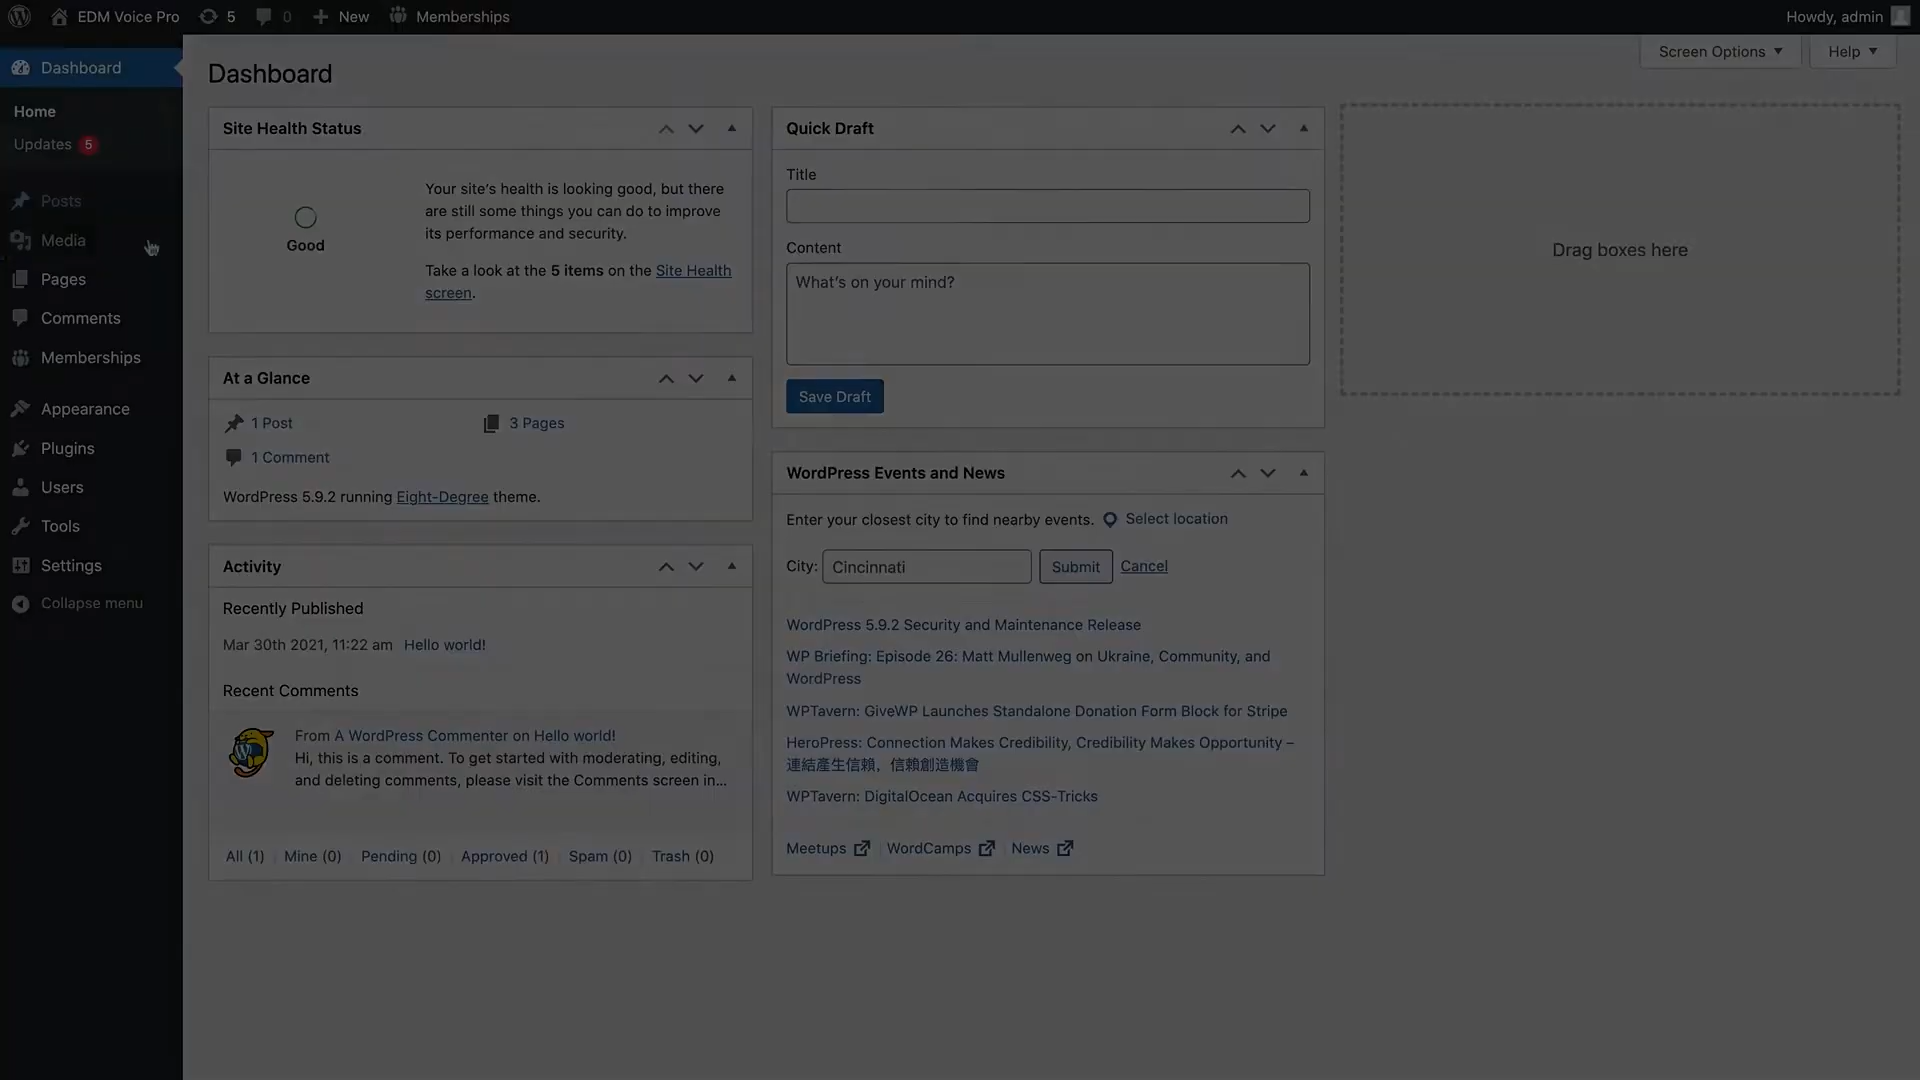 EDM Voice Pro 5 0 New Memberships Howdy, admin
Screen Options Help
Dashboard
Home
Updates 5
Posts
Media
Pages
Comments
Memberships
Appearance
Plugins
Users
Tools
Settings
Collapse menu
Dashboard
Site Health Status
Good
Your site's health is looking good, but there
are still some things you can do to improve
its performance and security.
Take a look at the 5 items on the Site Health
screen.
At a Glance
1 Post 3 Pages
1 Comment
WordPress 5.9.2 running Eight-Degree theme.
Activity
Recently Published
Mar 30th 2021, 11:22 am Hello world!
Recent Comments
From A WordPress Commenter on Hello world!
Hi, this is a comment. To get started with moderating, editing,
and deleting comments, please visit the Comments screen in…
All (1) Mine (0) Pending (0) Approved (1) Spam (0) Trash (0)
Quick Draft
Title
Content
What's on your mind?
Save Draft
WordPress Events and News
Enter your closest city to find nearby events. Select location
City: Cincinnati Submit Cancel
WordPress 5.9.2 Security and Maintenance Release
WP Briefing: Episode 26: Matt Mullenweg on Ukraine, Community, and
WordPress
WPTavern: GiveWP Launches Standalone Donation Form Block for Stripe
HeroPress: Connection Makes Credibility, Credibility Makes Opportunity –
連結產生信賴，信賴創造機會
WPTavern: DigitalOcean Acquires CSS-Tricks
Meetups WordCamps News
Drag boxes here